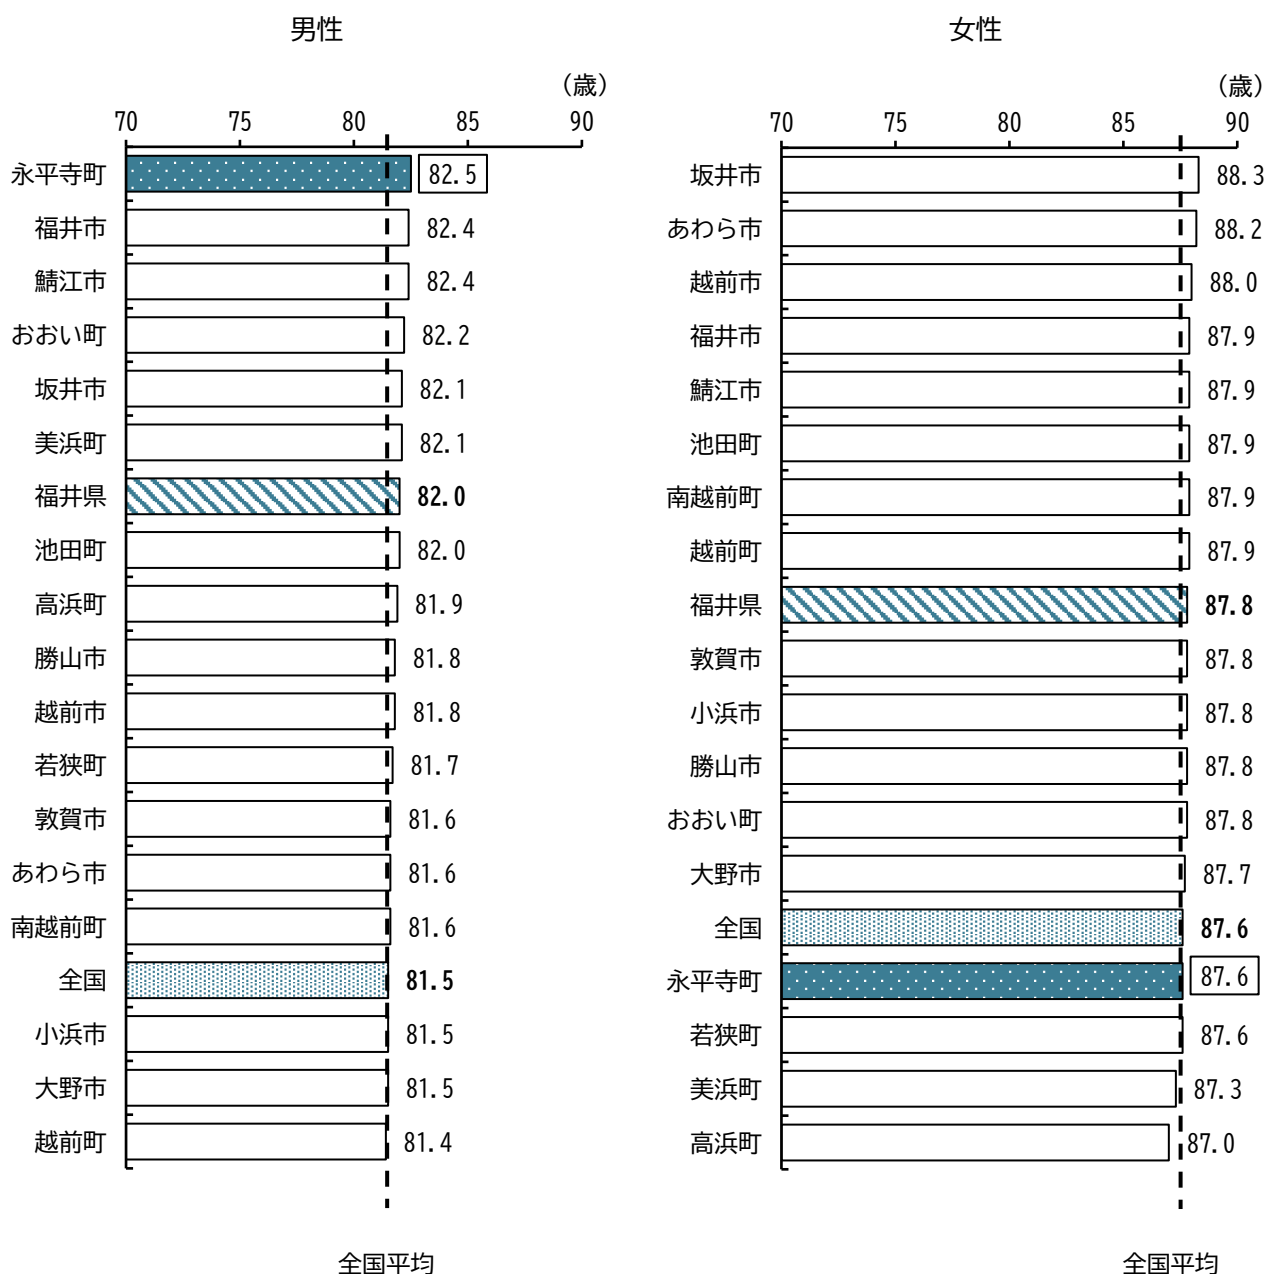 男性
（歳）
70 75 80 85 90
永平寺町 82.5
福井市 82.4
鯖江市 82.4
おおい町 82.2
坂井市 82.1
美浜町 82.1
福井県 82.0
池田町 82.0
高浜町 81.9
勝山市 81.8
越前市 81.8
若狭町 81.7
敦賀市 81.6
あわら市 81.6
南越前町 81.6
全国 81.5
小浜市 81.5
大野市 81.5
越前町 81.4
全国平均
女性
（歳）
70 75 80 85 90
坂井市 88.3
あわら市 88.2
越前市 88.0
福井市 87.9
鯖江市 87.9
池田町 87.9
南越前町 87.9
越前町 87.9
福井県 87.8
敦賀市 87.8
小浜市 87.8
勝山市 87.8
おおい町 87.8
大野市 87.7
全国 87.6
永平寺町 87.6
若狭町 87.6
美浜町 87.3
高浜町 87.0
全国平均